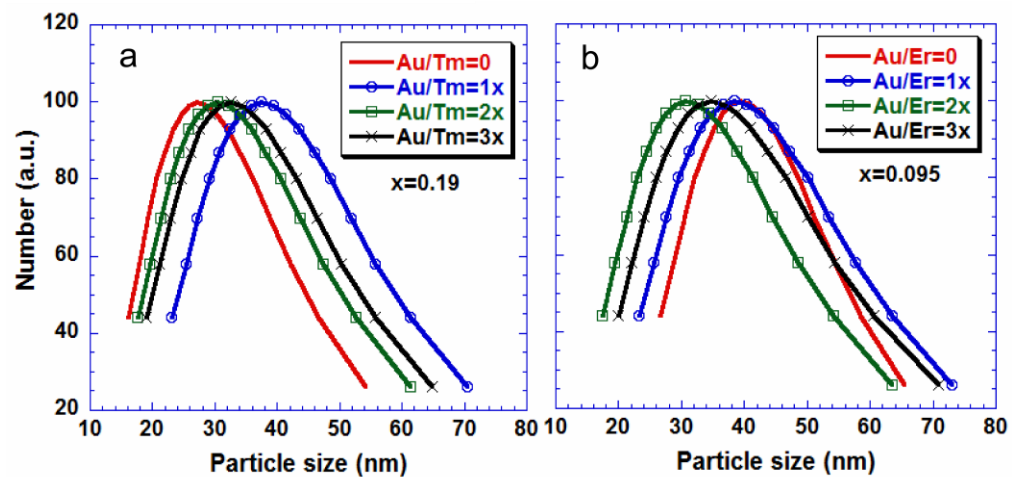 a
Au/Tm=0
Au/Tm=1x
Au/Tm=2x
Au/Tm=3x
x=0.19
120
100
80
60
40
20
Number (a.u.)
10 20 30 40 50 60 70 80
Particle size (nm)
b
Au/Er=0
Au/Er=1x
Au/Er=2x
Au/Er=3x
x=0.095
10 20 30 40 50 60 70 80
Particle size (nm)